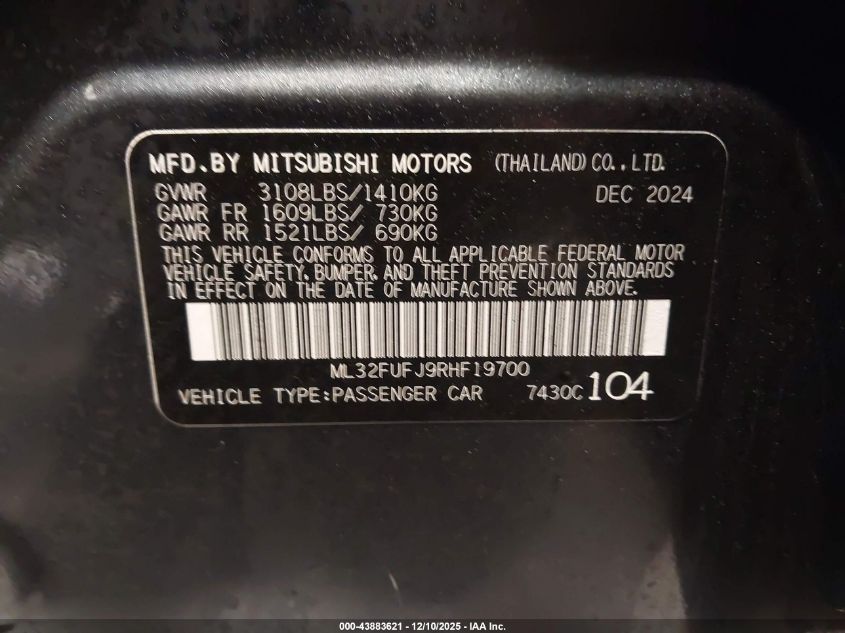 MFD.BY MITSUBISHI MOTORS (THAILAND) CO.,LTD.
GVWR 3108LBS/1410KG DEC 2024
GAWR FR 1609LBS/ 730KG
GAWR RR 1521LBS/ 690KG
THIS VEHICLE CONFORMS TO ALL APPLICABLE FEDERAL MOTOR
VEHICLE SAFETY, BUMPER, AND THEFT PREVENTION STANDARDS
IN EFFECT ON THE DATE OF MANUFACTURE SHOWN ABOVE.
ML32FUFJ9RHF19700
VEHICLE TYPE:PASSENGER CAR 7430C 104
000-43883621 - 12/10/2025 - IAA Inc.